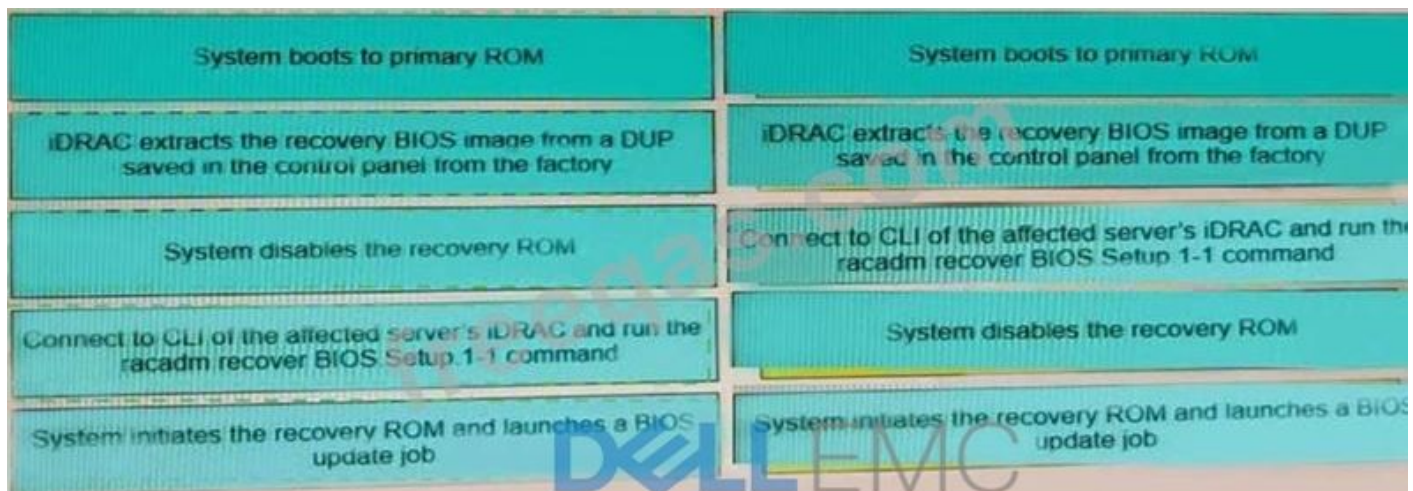 System boots to primary ROM
iDRAC extracts the recovery BIOS image from a DUP
saved in the control panel from the factory
System disables the recovery ROM
Connect to CLI of the affected server's iDRAC and run the
racadm recover BIOS Setup 1-1 command
System initiates the recovery ROM and launches a BIOS
update job
System boots to primary ROM
iDRAC extracts the recovery BIOS image from a DUP
saved in the control panel from the factory
Connect to CLI of the affected server's iDRAC and run the
racadm recover BIOS Setup 1-1 command
System disables the recovery ROM
System initiates the recovery ROM and launches a BIOS
update job
DELL EMC